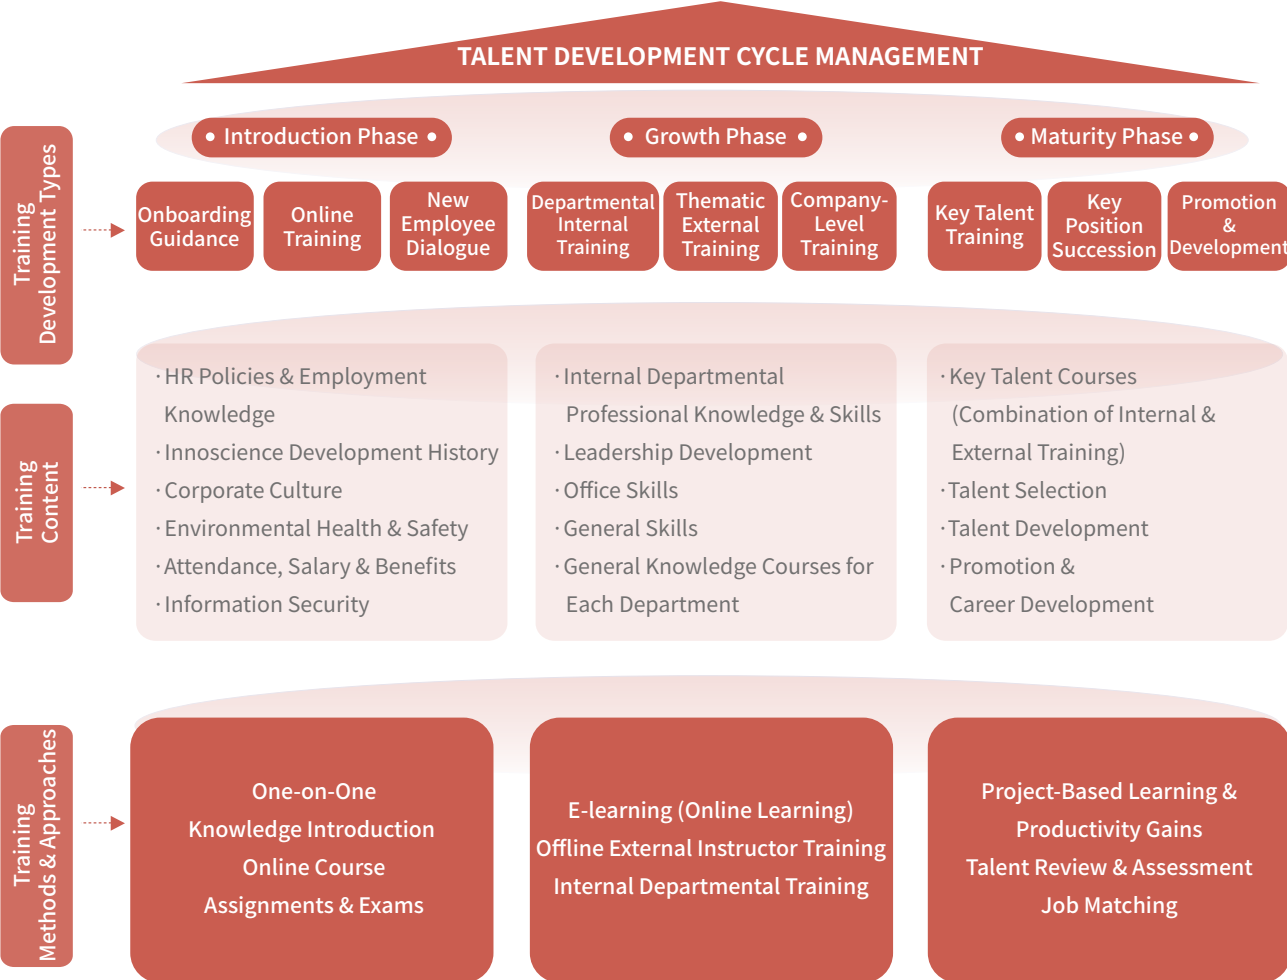 TALENT DEVELOPMENT CYCLE MANAGEMENT
Training
Development Types
Introduction Phase
Growth Phase
Maturity Phase
Onboarding
Guidance
Online
Training
New
Employee
Dialogue
Departmental
Internal
Training
Thematic
External
Training
Company-
Level
Training
Key Talent
Training
Key
Position
Succession
Promotion
&
Development
Training
Content
· HR Policies & Employment
Knowledge
· Innoscience Development History
· Corporate Culture
· Environmental Health & Safety
· Attendance, Salary & Benefits
· Information Security
· Internal Departmental
Professional Knowledge & Skills
· Leadership Development
· Office Skills
· General Skills
· General Knowledge Courses for
Each Department
· Key Talent Courses
(Combination of Internal &
External Training)
· Talent Selection
· Talent Development
· Promotion &
Career Development
Training
Methods & Approaches
One-on-One
Knowledge Introduction
Online Course
Assignments & Exams
E-learning (Online Learning)
Offline External Instructor Training
Internal Departmental Training
Project-Based Learning &
Productivity Gains
Talent Review & Assessment
Job Matching